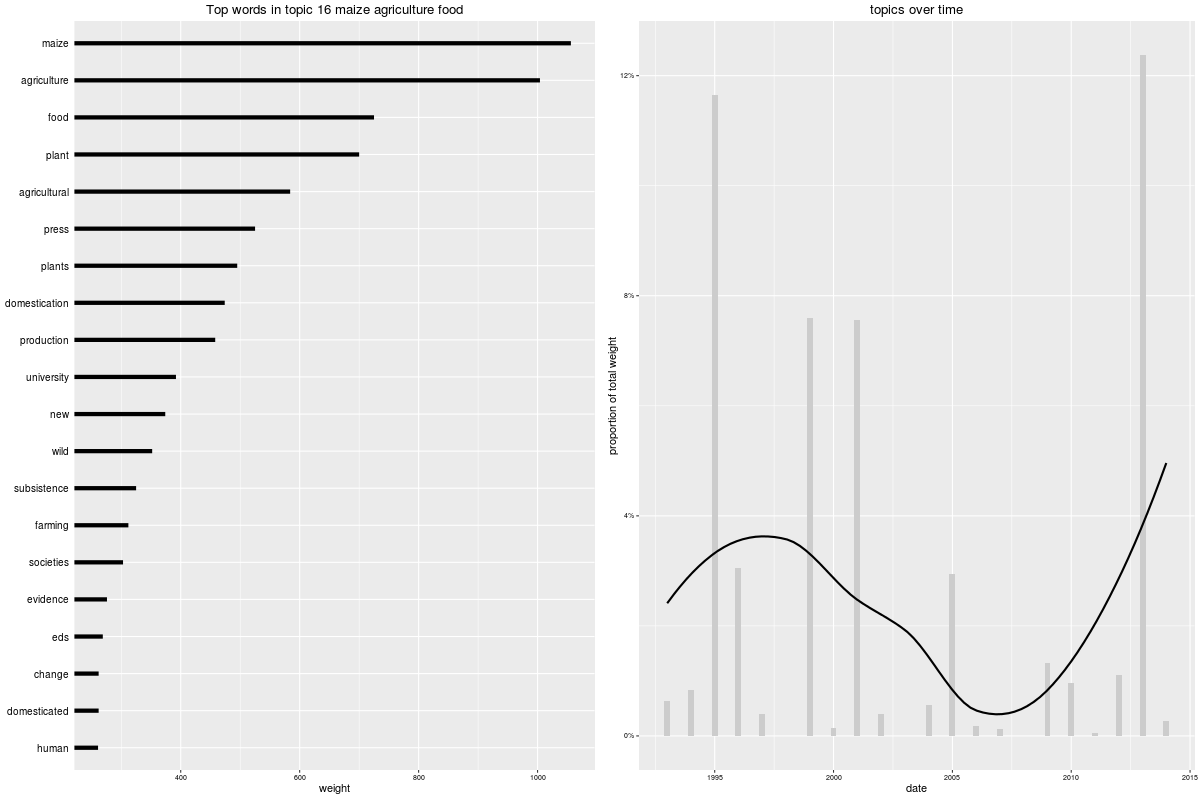 Top words in topic 16 maize agriculture food
maize
agriculture
food
plant
agricultural
press
plants
domestication
production
university
new
wild
subsistence
farming
societies
evidence
eds
change
domesticated
human
400
600
800
1000
weight
topics over time
12%
8%
4%
0%
proportion of total weight
1995
2000
2005
2010
2015
date